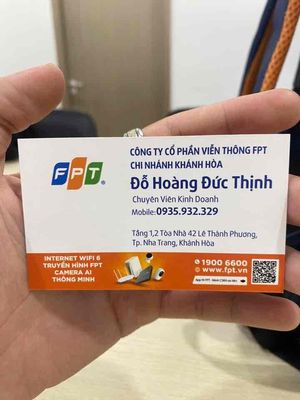 FPT
CÔNG TY CỔ PHẦN VIỄN THÔNG FPT
CHI NHÁNH KHÁNH HÒA
Đỗ Hoàng Đức Thịnh
Chuyên Viên Kinh Doanh
Mobile: 0935.932.329
Tầng 1,2 Tòa Nhà 42 Lê Thành Phương,
Tp. Nha Trang, Khánh Hòa
INTERNET WIFI 6
TRUYỀN HÌNH FPT
CAMERA AI
THÔNG MINH
1900 6600
www.fpt.vn